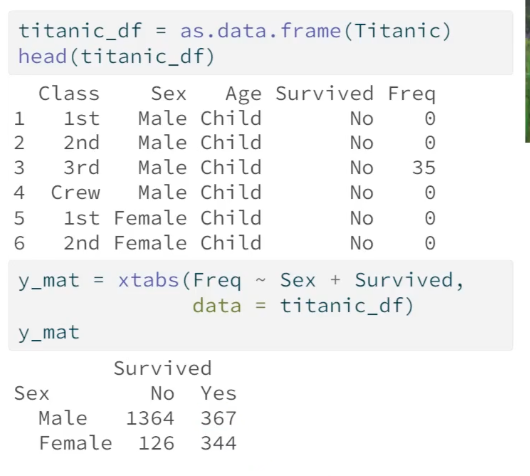 titanic_df = as.data.frame(Titanic)
head(titanic_df)
  Class    Sex   Age Survived Freq
1   1st   Male Child       No    0
2   2nd   Male Child       No    0
3   3rd   Male Child       No   35
4  Crew   Male Child       No    0
5   1st Female Child       No    0
6   2nd Female Child       No    0
y_mat = xtabs(Freq ~ Sex + Survived,
              data = titanic_df)
y_mat
        Survived
Sex        No  Yes
  Male   1364  367
  Female  126  344